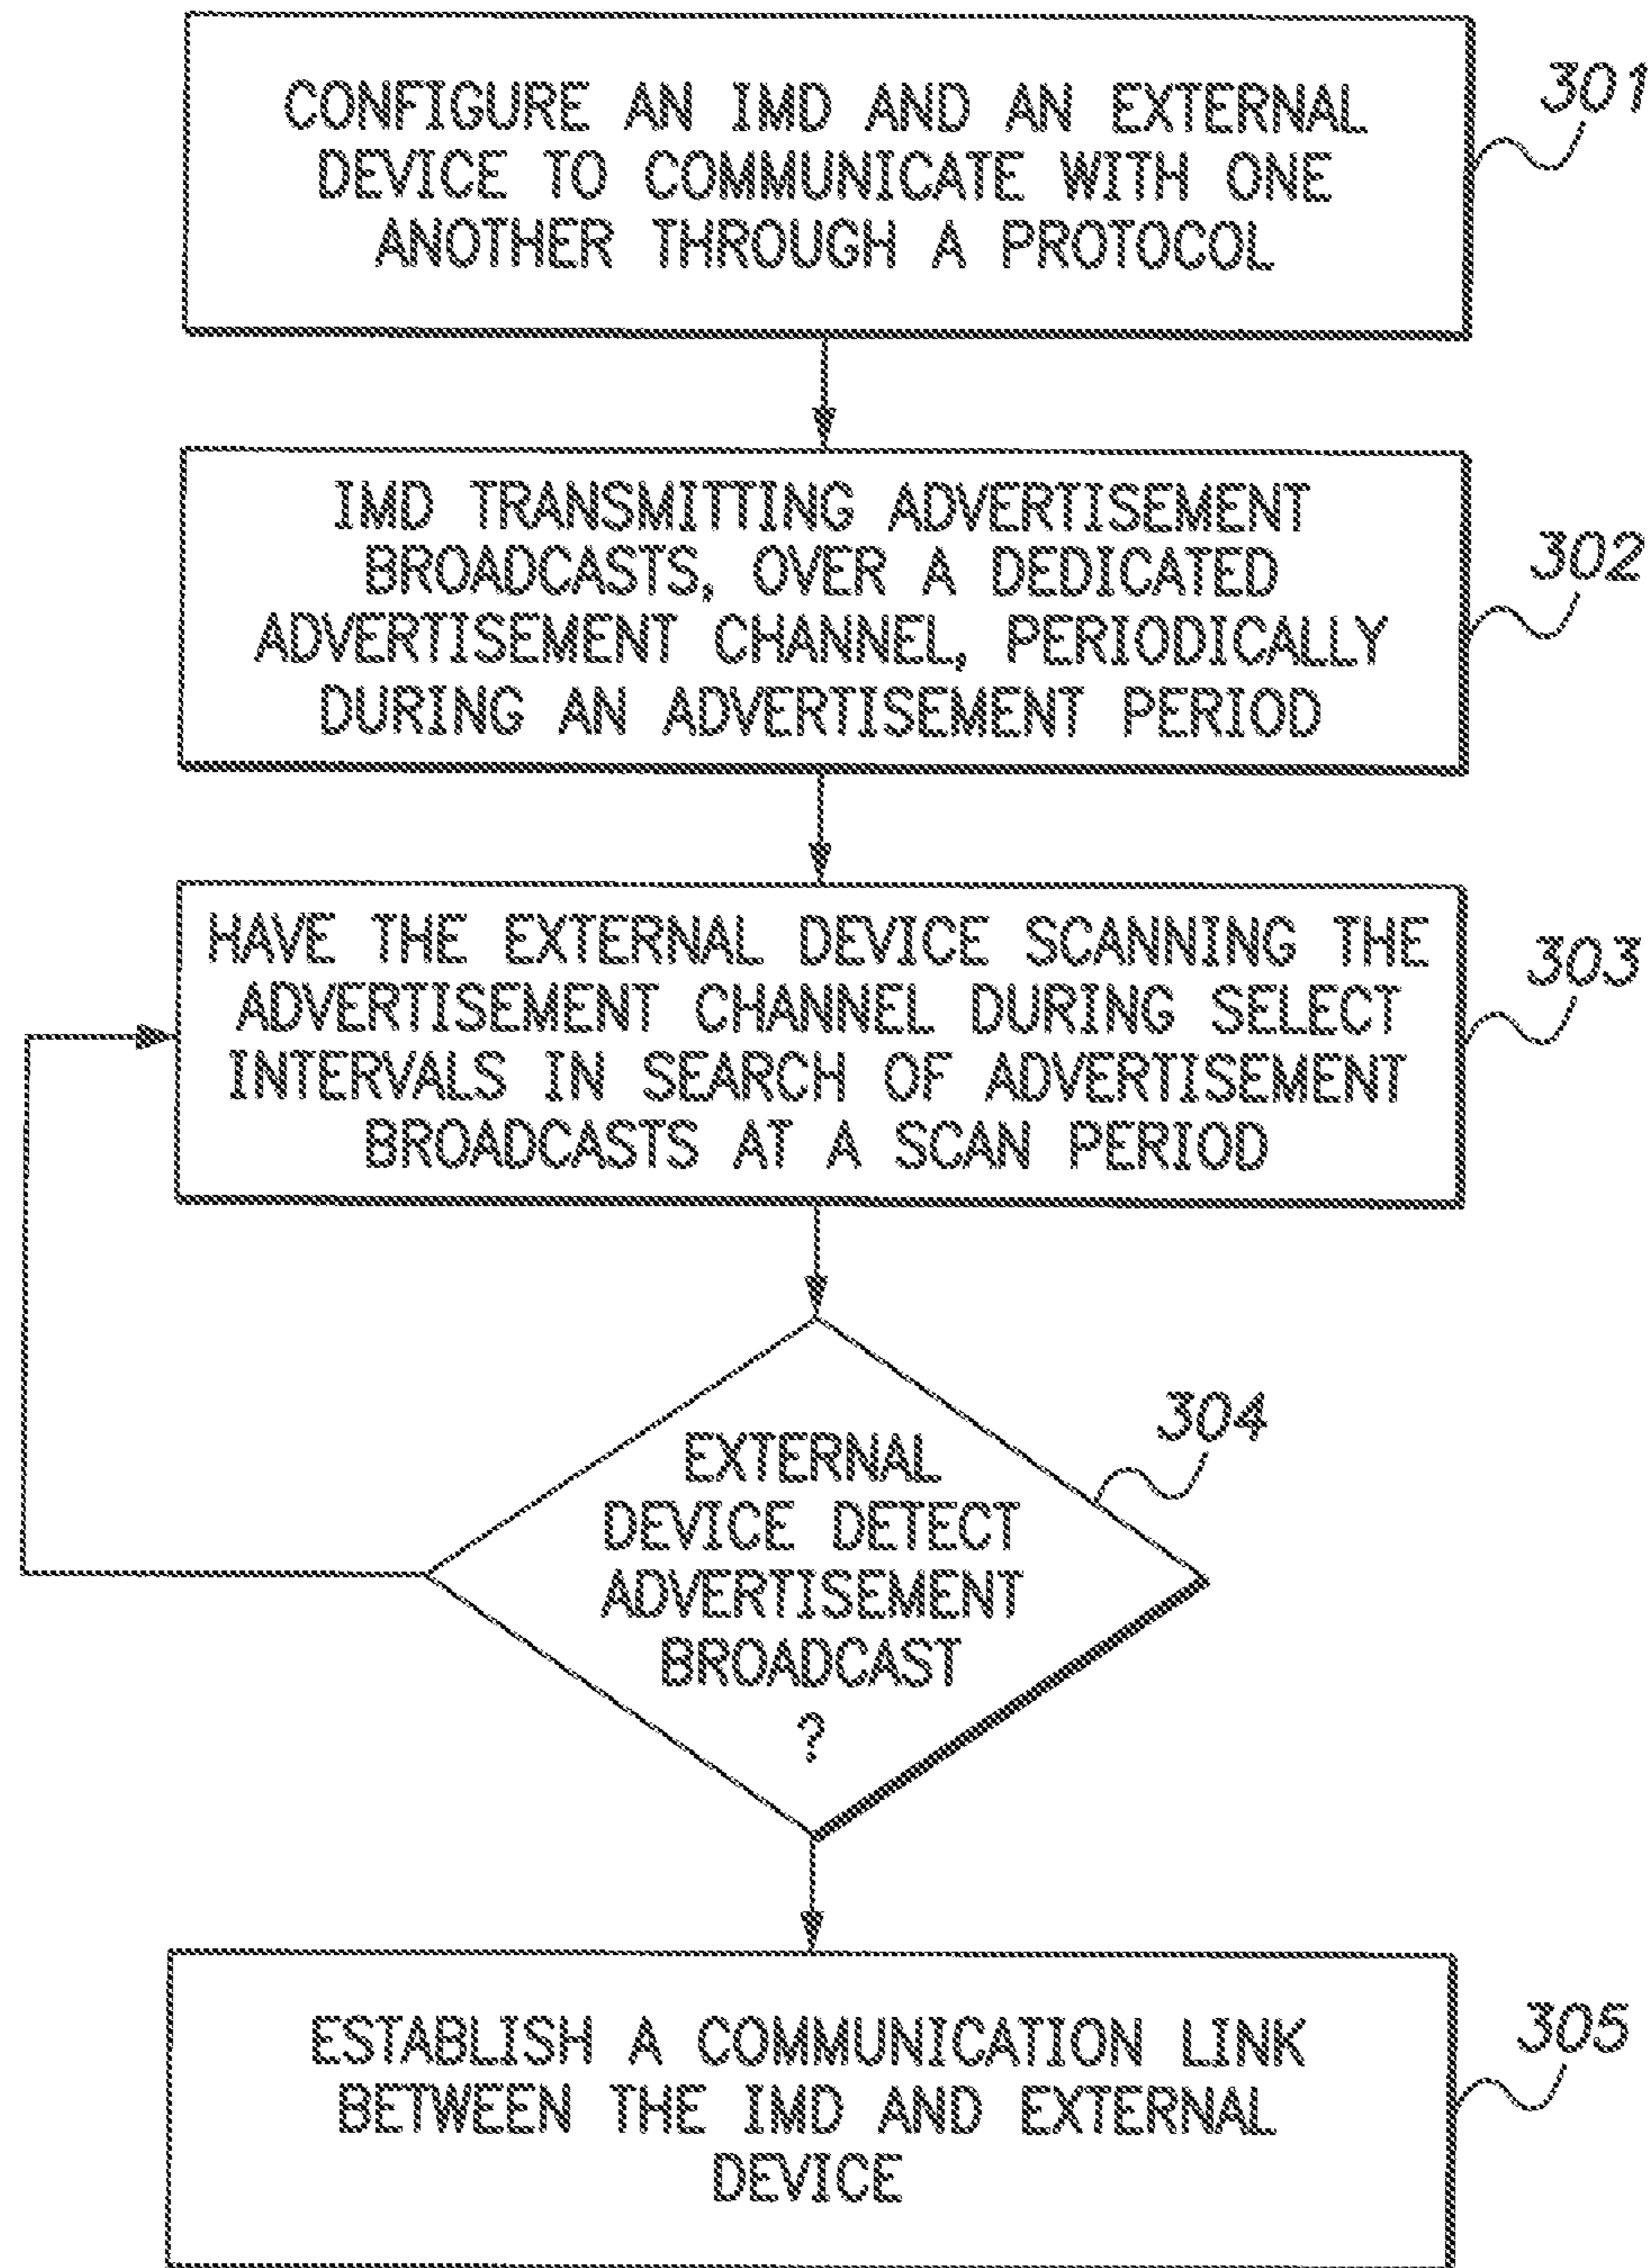 CONFIGURE AN IMD AND AN EXTERNAL
DEVICE TO COMMUNICATE WITH ONE
ANOTHER THROUGH A PROTOCOL
301
IMD TRANSMITTING ADVERTISEMENT
BROADCASTS, OVER A DEDICATED
ADVERTISEMENT CHANNEL, PERIODICALLY
DURING AN ADVERTISEMENT PERIOD
302
HAVE THE EXTERNAL DEVICE SCANNING THE
ADVERTISEMENT CHANNEL DURING SELECT
INTERVALS IN SEARCH OF ADVERTISEMENT
BROADCASTS AT A SCAN PERIOD
303
EXTERNAL
DEVICE DETECT
ADVERTISEMENT
BROADCAST
?
304
ESTABLISH A COMMUNICATION LINK
BETWEEN THE IMD AND EXTERNAL
DEVICE
305